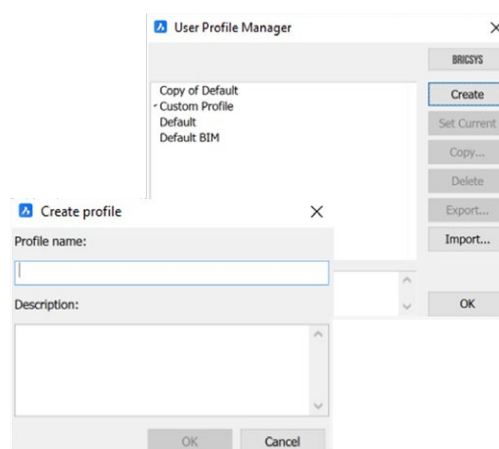 User Profile Manager
BRICSYS
Copy of Default
Custom Profile
Default
Default BIM
Create
Set Current
Copy...
Delete
Export...
Import...
OK
Create profile
Profile name:
Description:
OK
Cancel